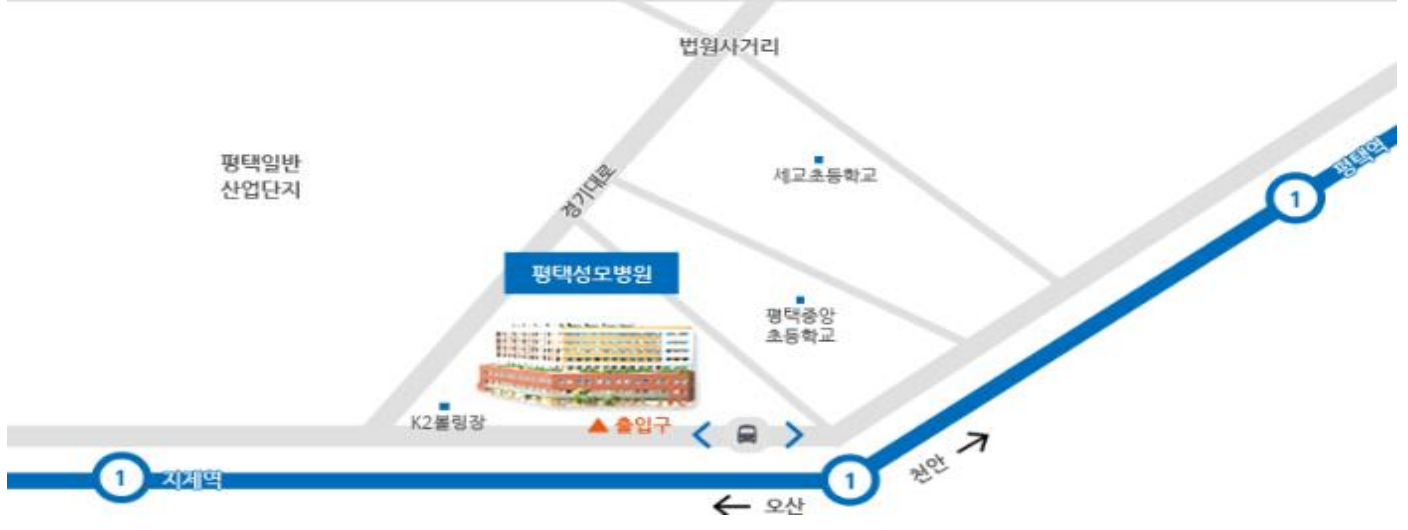 법원사거리
평택일반
산업단지
세교초등학교
평택역
1
경기대로
평택성모병원
평택중앙
초등학교
K2볼링장
출입구
1
지제역
1
천안
오산